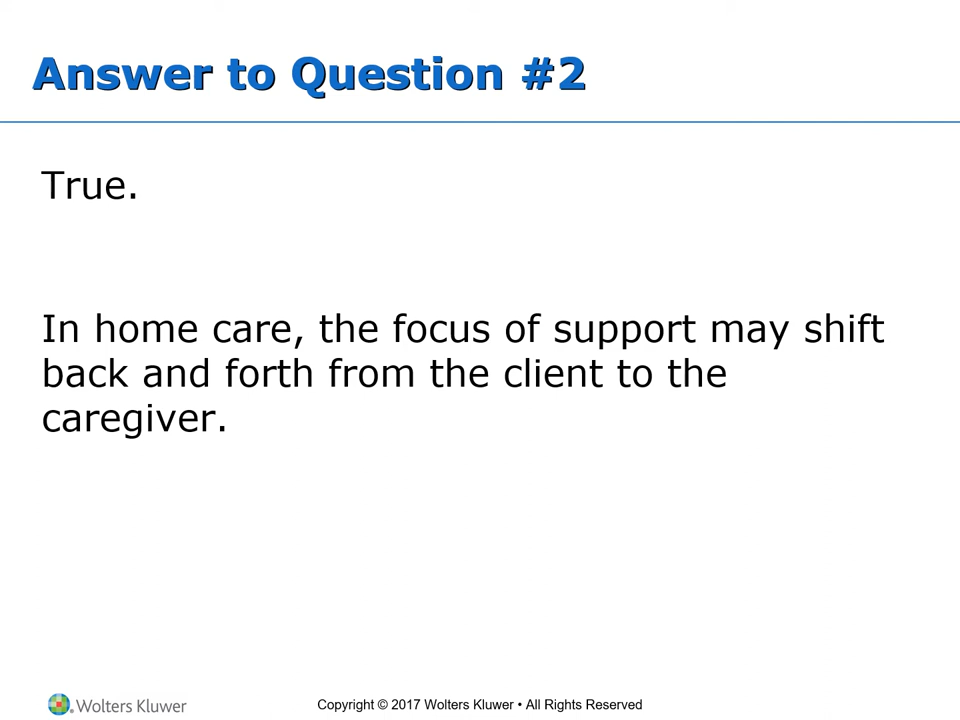 Answer to Question #2
True.
In home care, the focus of support may shift
back and forth from the client to the
caregiver.
Wolters Kluwer
Copyright © 2017 Wolters Kluwer • All Rights Reserved